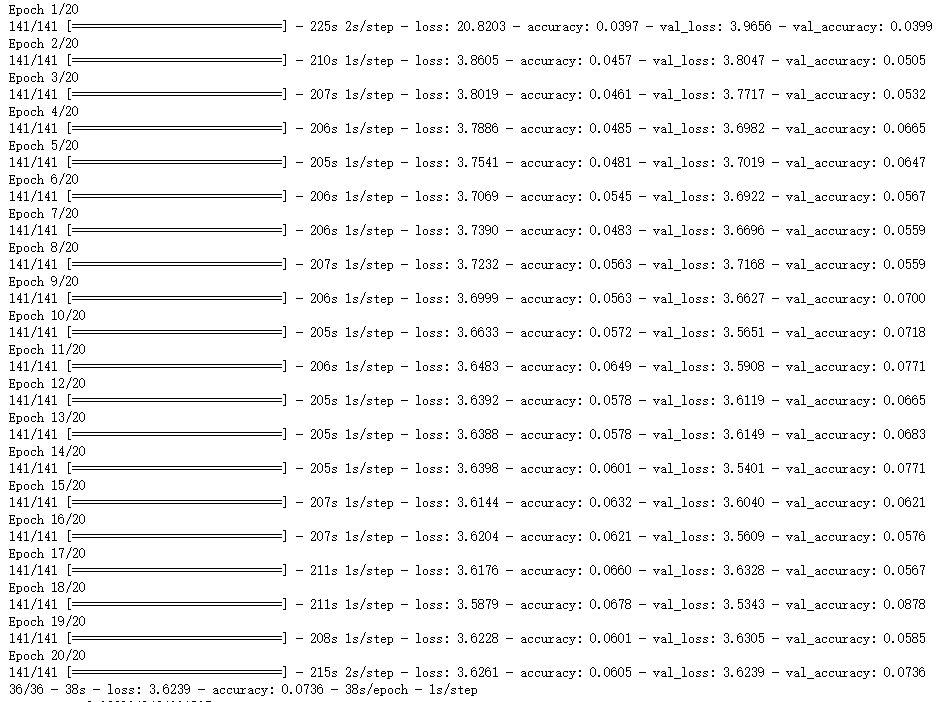 Epoch 1/20
141/141 [==============================] - 225s 2s/step - loss: 20.8203 - accuracy: 0.0397 - val_loss: 3.9656 - val_accuracy: 0.0399
Epoch 2/20
141/141 [==============================] - 210s 1s/step - loss: 3.8605 - accuracy: 0.0457 - val_loss: 3.8047 - val_accuracy: 0.0505
Epoch 3/20
141/141 [==============================] - 207s 1s/step - loss: 3.8019 - accuracy: 0.0461 - val_loss: 3.7717 - val_accuracy: 0.0532
Epoch 4/20
141/141 [==============================] - 206s 1s/step - loss: 3.7886 - accuracy: 0.0485 - val_loss: 3.6982 - val_accuracy: 0.0665
Epoch 5/20
141/141 [==============================] - 205s 1s/step - loss: 3.7541 - accuracy: 0.0481 - val_loss: 3.7019 - val_accuracy: 0.0647
Epoch 6/20
141/141 [==============================] - 206s 1s/step - loss: 3.7069 - accuracy: 0.0545 - val_loss: 3.6922 - val_accuracy: 0.0567
Epoch 7/20
141/141 [==============================] - 206s 1s/step - loss: 3.7390 - accuracy: 0.0483 - val_loss: 3.6696 - val_accuracy: 0.0559
Epoch 8/20
141/141 [==============================] - 207s 1s/step - loss: 3.7232 - accuracy: 0.0563 - val_loss: 3.7168 - val_accuracy: 0.0559
Epoch 9/20
141/141 [==============================] - 206s 1s/step - loss: 3.6999 - accuracy: 0.0563 - val_loss: 3.6627 - val_accuracy: 0.0700
Epoch 10/20
141/141 [==============================] - 205s 1s/step - loss: 3.6633 - accuracy: 0.0572 - val_loss: 3.5651 - val_accuracy: 0.0718
Epoch 11/20
141/141 [==============================] - 206s 1s/step - loss: 3.6483 - accuracy: 0.0649 - val_loss: 3.5908 - val_accuracy: 0.0771
Epoch 12/20
141/141 [==============================] - 205s 1s/step - loss: 3.6392 - accuracy: 0.0578 - val_loss: 3.6119 - val_accuracy: 0.0665
Epoch 13/20
141/141 [==============================] - 205s 1s/step - loss: 3.6388 - accuracy: 0.0578 - val_loss: 3.6149 - val_accuracy: 0.0683
Epoch 14/20
141/141 [==============================] - 205s 1s/step - loss: 3.6398 - accuracy: 0.0601 - val_loss: 3.5401 - val_accuracy: 0.0771
Epoch 15/20
141/141 [==============================] - 207s 1s/step - loss: 3.6144 - accuracy: 0.0632 - val_loss: 3.6040 - val_accuracy: 0.0621
Epoch 16/20
141/141 [==============================] - 207s 1s/step - loss: 3.6204 - accuracy: 0.0621 - val_loss: 3.5609 - val_accuracy: 0.0576
Epoch 17/20
141/141 [==============================] - 211s 1s/step - loss: 3.6176 - accuracy: 0.0660 - val_loss: 3.6328 - val_accuracy: 0.0567
Epoch 18/20
141/141 [==============================] - 211s 1s/step - loss: 3.5879 - accuracy: 0.0678 - val_loss: 3.5343 - val_accuracy: 0.0878
Epoch 19/20
141/141 [==============================] - 208s 1s/step - loss: 3.6228 - accuracy: 0.0601 - val_loss: 3.6305 - val_accuracy: 0.0585
Epoch 20/20
141/141 [==============================] - 215s 2s/step - loss: 3.6261 - accuracy: 0.0605 - val_loss: 3.6239 - val_accuracy: 0.0736
36/36 - 38s - loss: 3.6239 - accuracy: 0.0736 - 38s/epoch - 1s/step